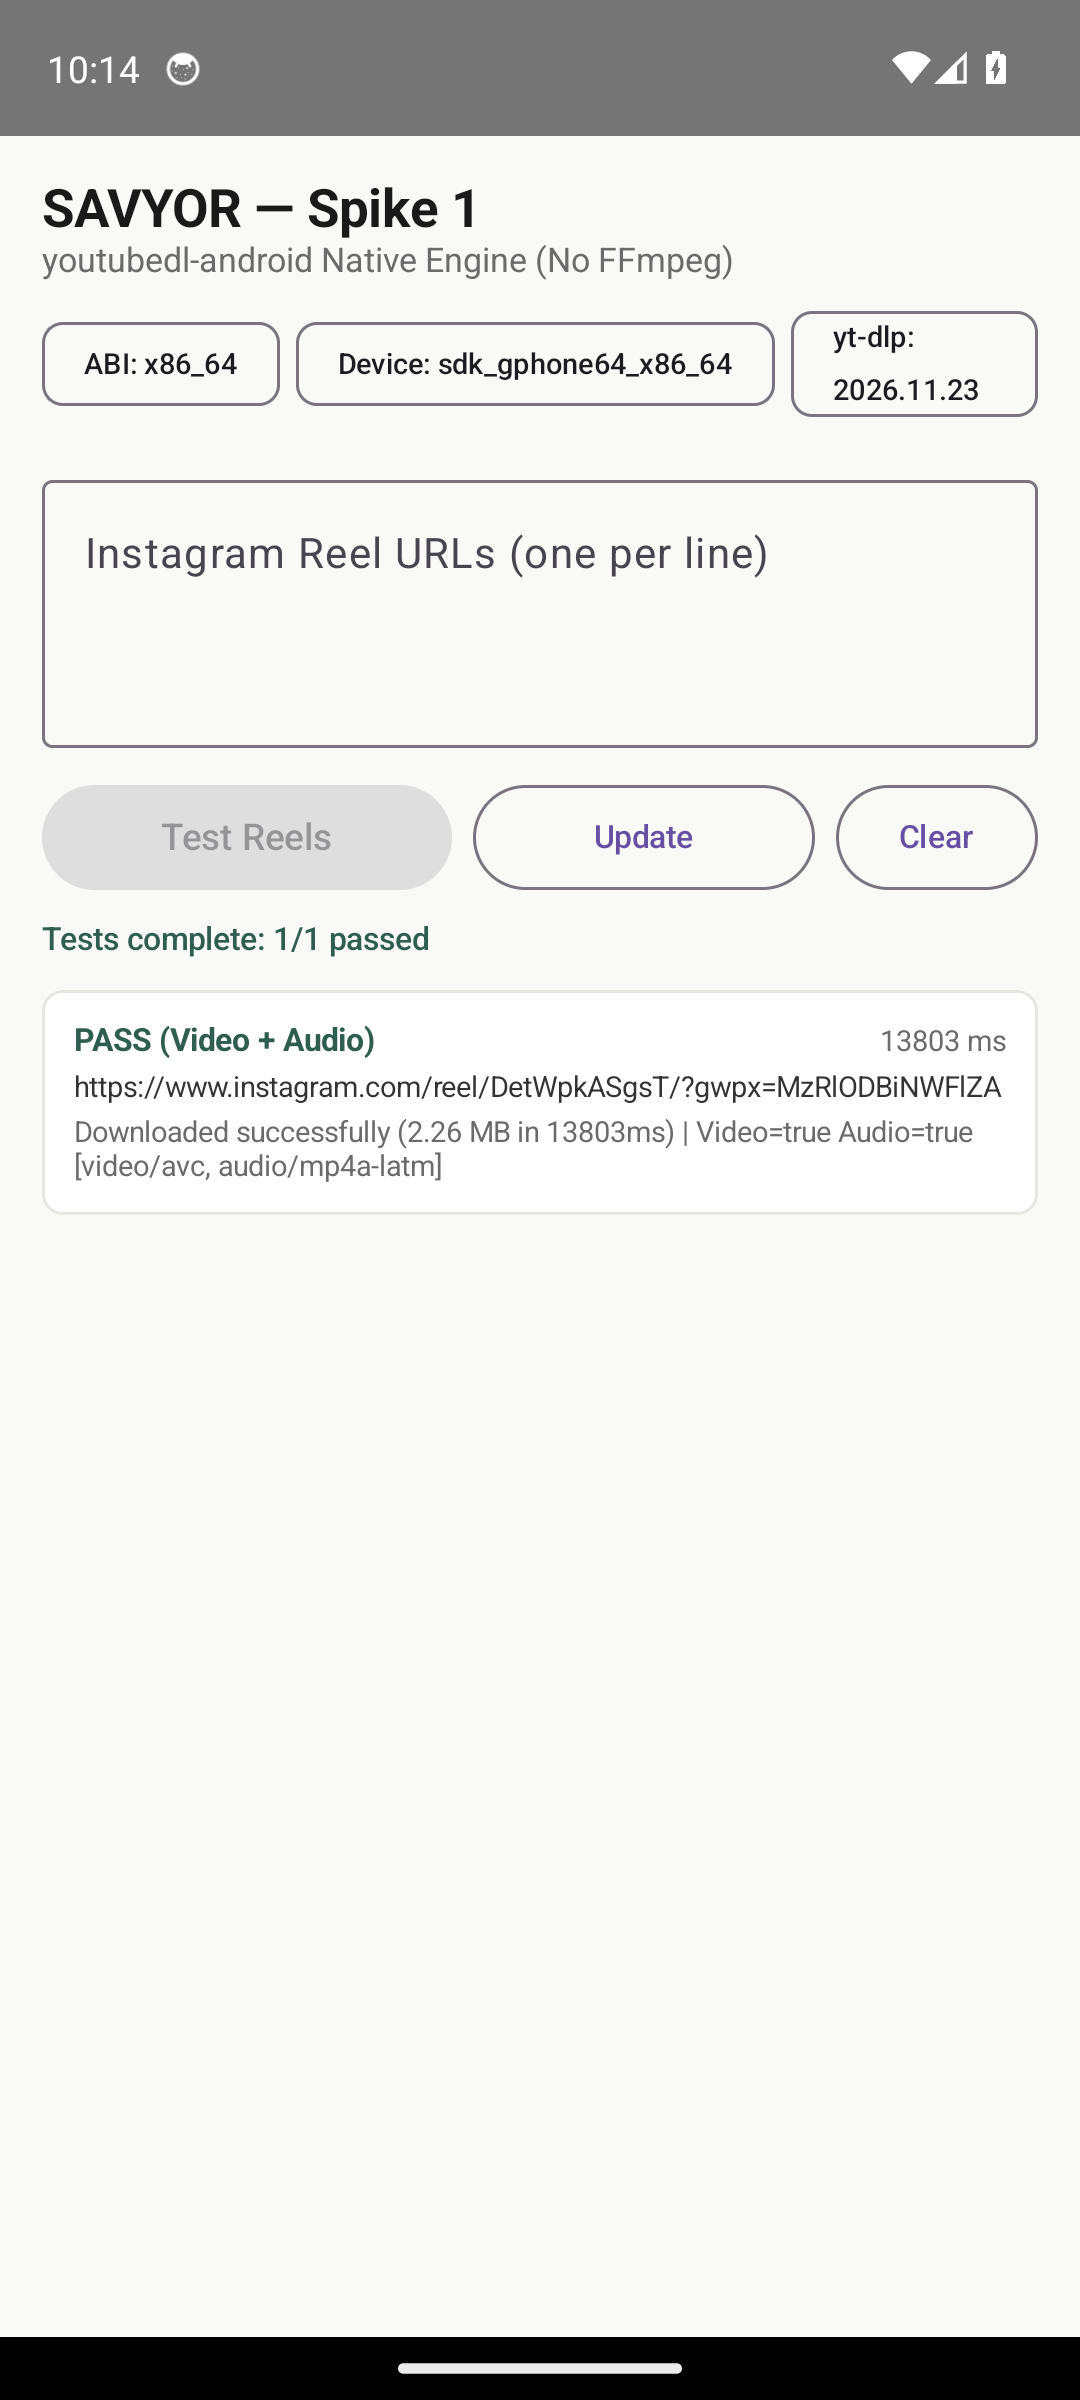 10:14
SAVYOR — Spike 1
youtubedl-android Native Engine (No FFmpeg)
ABI: x86_64
Device: sdk_gphone64_x86_64
yt-dlp:
2026.11.23
Instagram Reel URLs (one per line)
Test Reels
Update
Clear
Tests complete: 1/1 passed
PASS (Video + Audio)
13803 ms
https://www.instagram.com/reel/DetWpkASgsT/?gwpx=MzRlODBiNWFlZA
Downloaded successfully (2.26 MB in 13803ms) | Video=true Audio=true
[video/avc, audio/mp4a-latm]